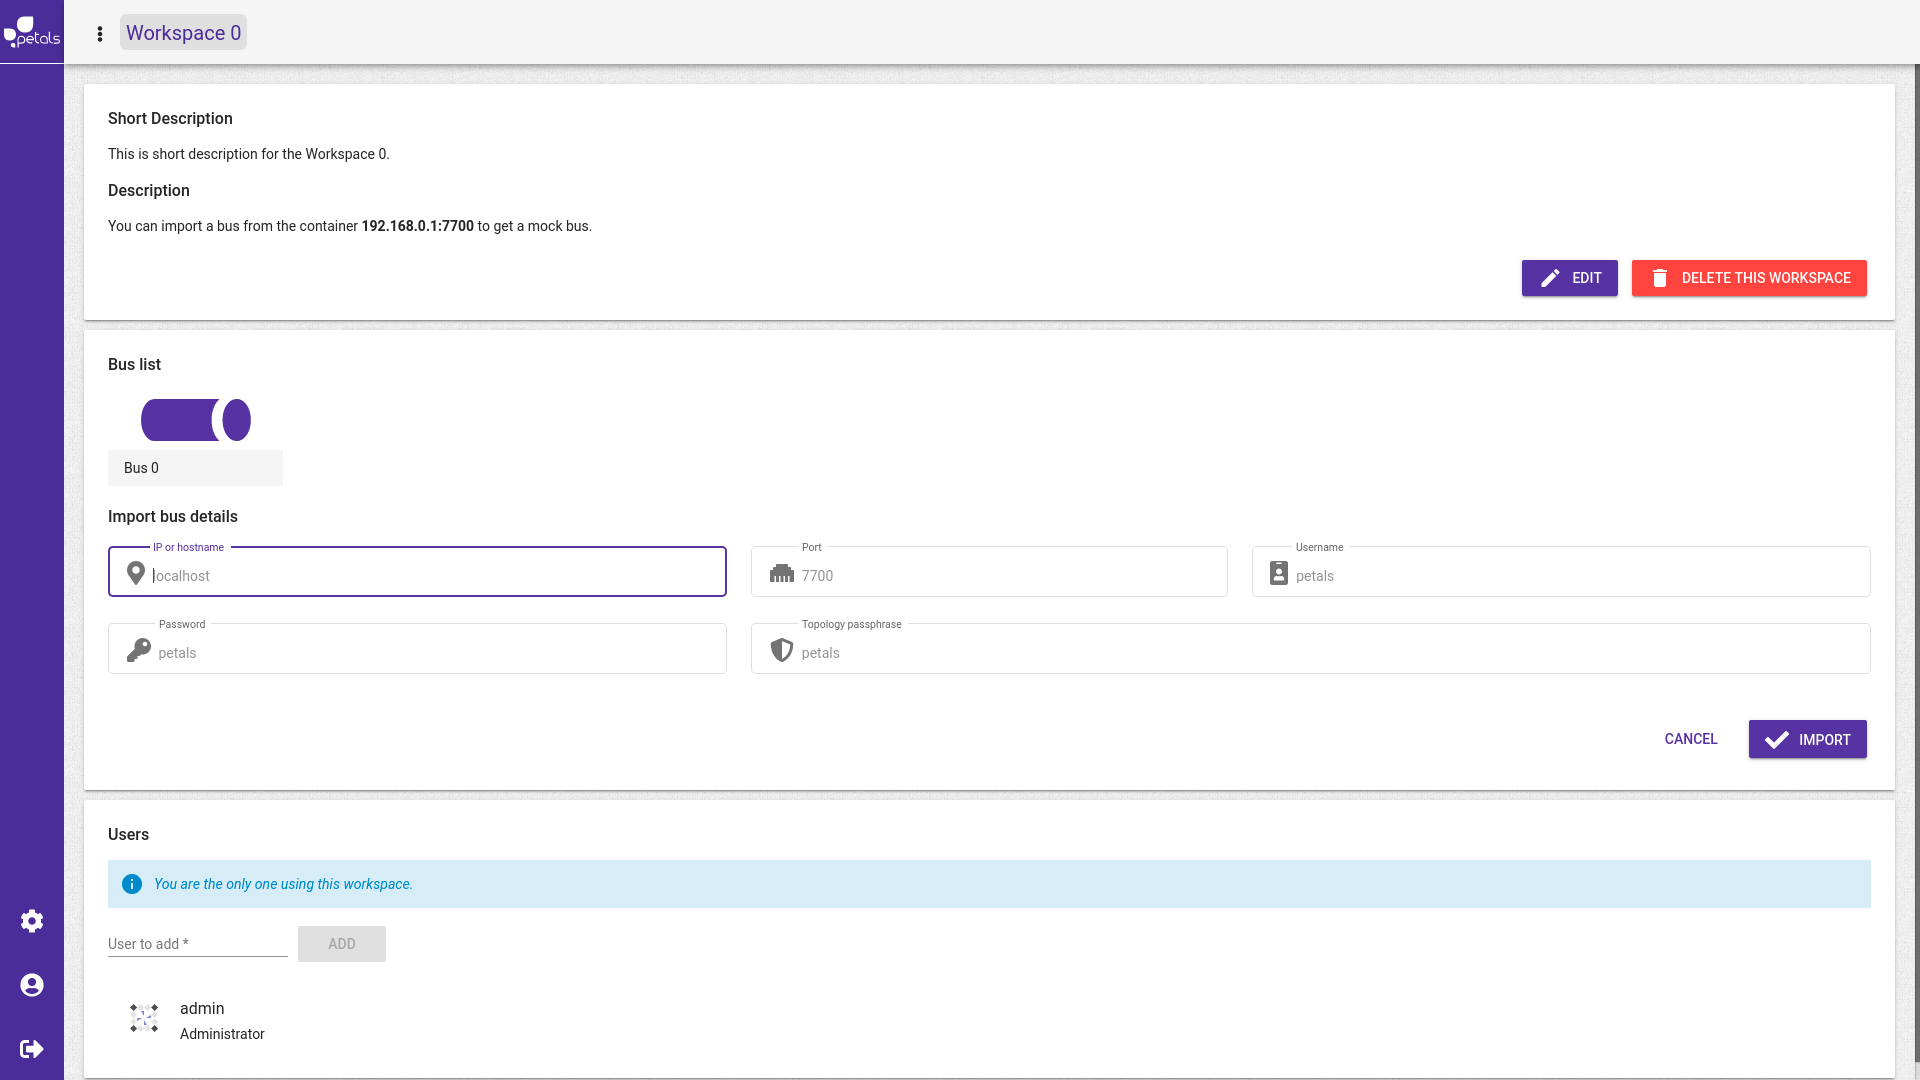 petals
Workspace 0
Short Description
This is short description for the Workspace 0.
Description
You can import a bus from the container 192.168.0.1:7700 to get a mock bus.
EDIT
DELETE THIS WORKSPACE
Bus list
Bus 0
Import bus details
IP or hostname
localhost
Port
7700
Username
petals
Password
petals
Topology passphrase
petals
CANCEL
IMPORT
Users
You are the only one using this workspace.
User to add *
ADD
admin
Administrator